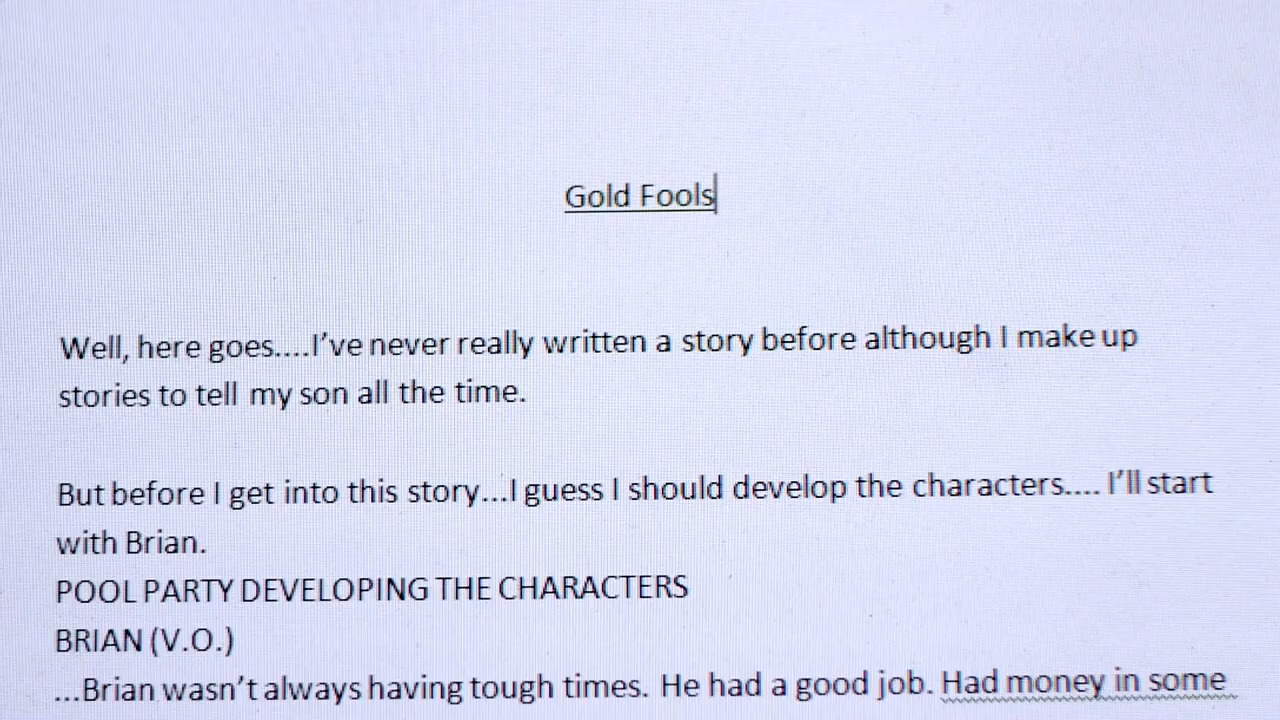 Gold Fools
Well, here goes....I've never really written a story before although I make up
stories to tell my son all the time.
But before I get into this story...I guess I should develop the characters.... I'll start
with Brian.
POOL PARTY DEVELOPING THE CHARACTERS
BRIAN (V.O.)
...Brian wasn't always having tough times. He had a good job. Had money in some